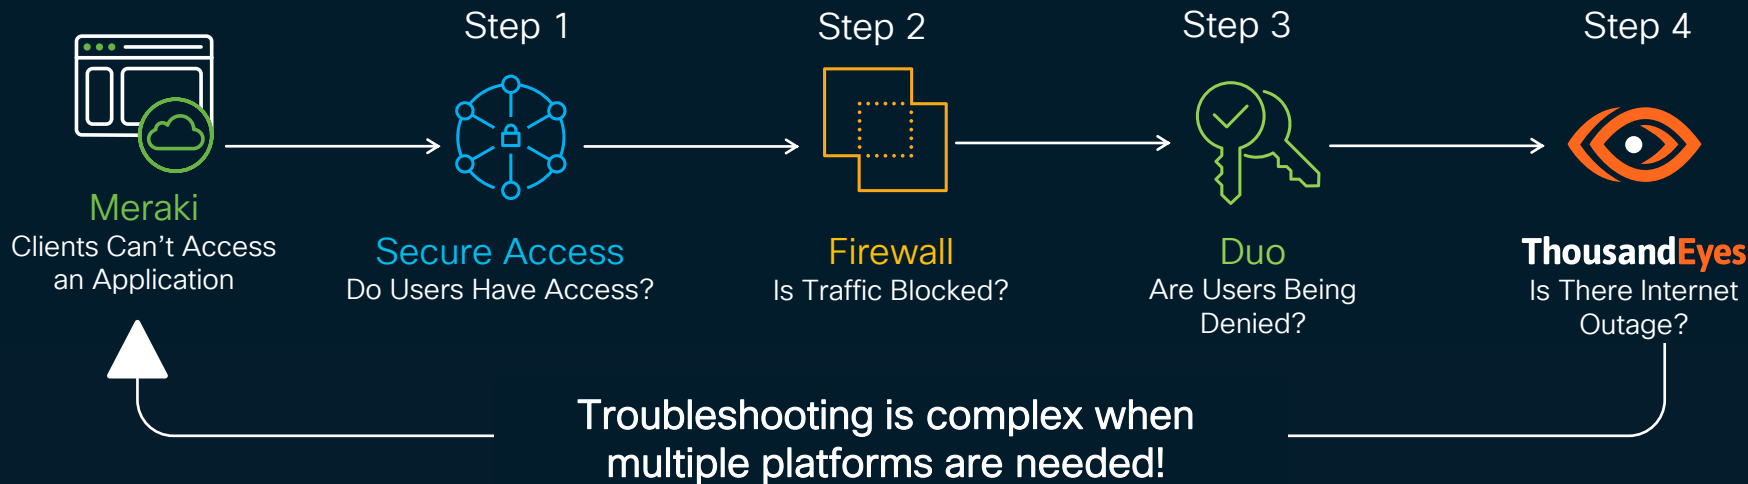 Step 1
Step 2
Step 3
Step 4
Meraki
Clients Can't Access
an Application
Secure Access
Do Users Have Access?
Firewall
Is Traffic Blocked?
Duo
Are Users Being
Denied?
ThousandEyes
Is There Internet
Outage?
Troubleshooting is complex when
multiple platforms are needed!